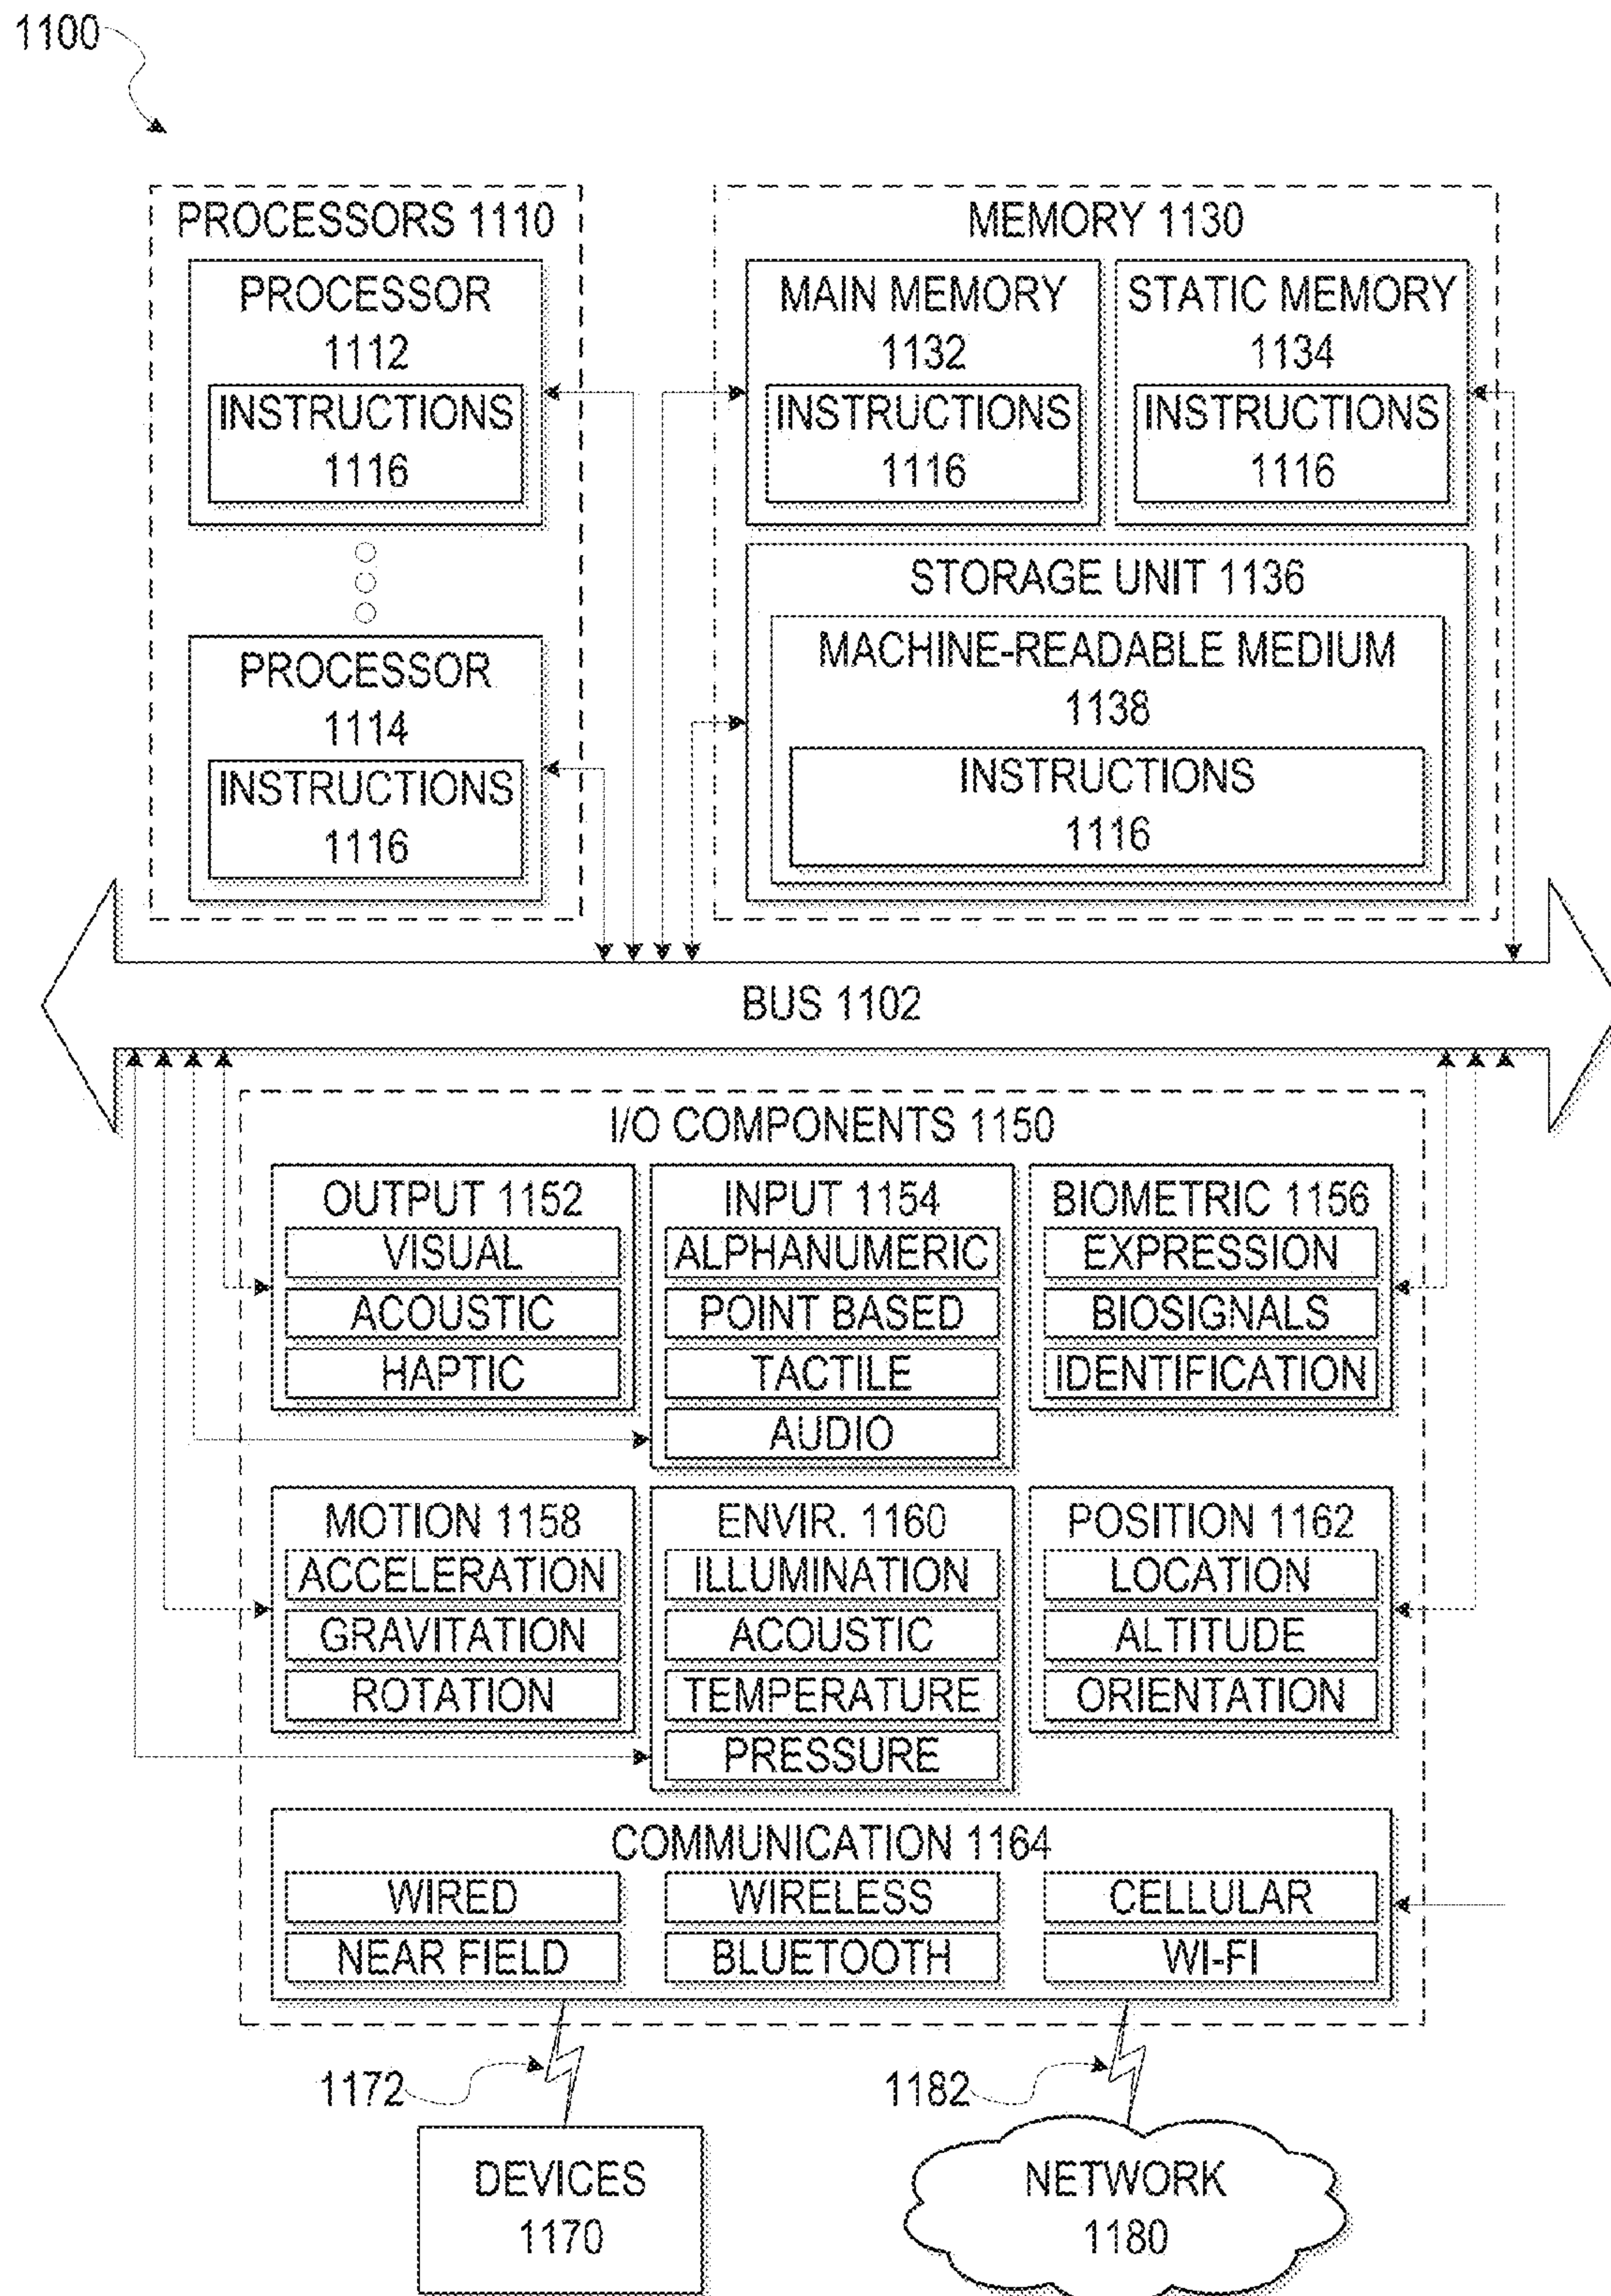 1100
PROCESSORS 1110
PROCESSOR
1112
INSTRUCTIONS
1116
PROCESSOR
1114
INSTRUCTIONS
1116
MEMORY 1130
MAIN MEMORY
1132
INSTRUCTIONS
1116
STATIC MEMORY
1134
INSTRUCTIONS
1116
STORAGE UNIT 1136
MACHINE-READABLE MEDIUM
1138
INSTRUCTIONS
1116
BUS 1102
I/O COMPONENTS 1150
OUTPUT 1152
VISUAL
ACOUSTIC
HAPTIC
INPUT 1154
ALPHANUMERIC
POINT BASED
TACTILE
AUDIO
BIOMETRIC 1156
EXPRESSION
BIOSIGNALS
IDENTIFICATION
MOTION 1158
ACCELERATION
GRAVITATION
ROTATION
ENVIR. 1160
ILLUMINATION
ACOUSTIC
TEMPERATURE
PRESSURE
POSITION 1162
LOCATION
ALTITUDE
ORIENTATION
COMMUNICATION 1164
WIRED
WIRELESS
CELLULAR
NEAR FIELD
BLUETOOTH
WI-FI
1172
1182
DEVICES
1170
NETWORK
1180